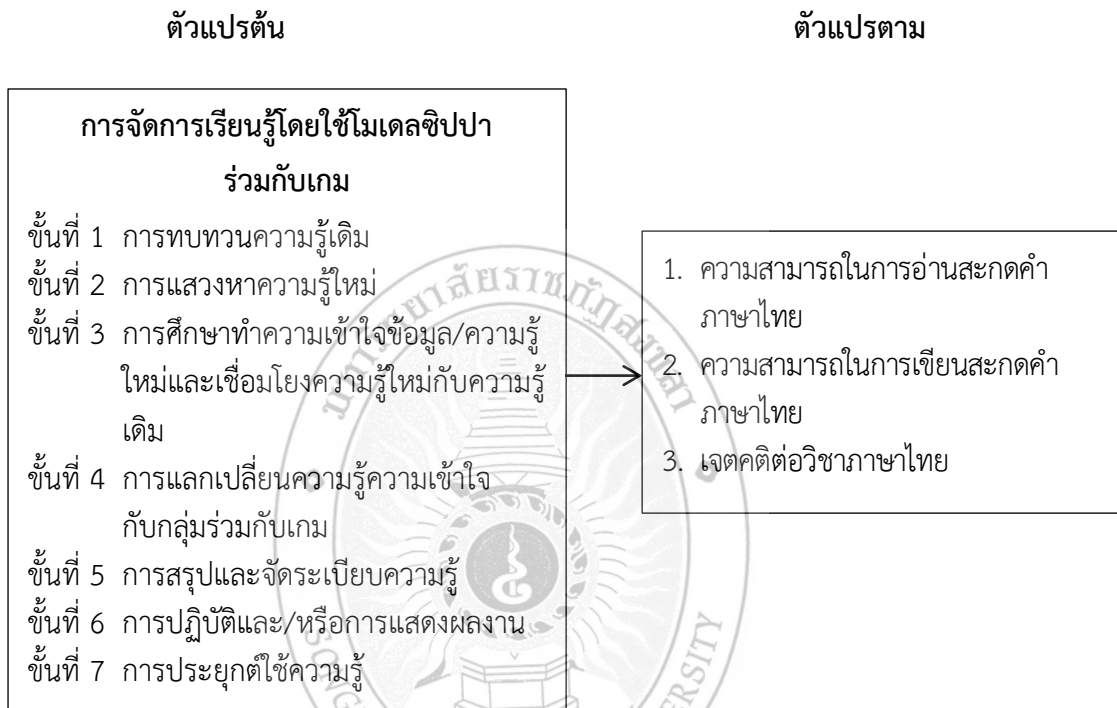 ตัวแปรต้น
ตัวแปรตาม
การจัดการเรียนรู้โดยใช้โมเดลซิปปา
ร่วมกับเกม
ขั้นที่ 1 การทบทวนความรู้เดิม
ขั้นที่ 2 การแสวงหาความรู้ใหม่
ขั้นที่ 3 การศึกษาทำความเข้าใจข้อมูล/ความรู้
ใหม่และเชื่อมโยงความรู้ใหม่กับความรู้
เดิม
ขั้นที่ 4 การแลกเปลี่ยนความรู้ความเข้าใจ
กับกลุ่มร่วมกับเกม
ขั้นที่ 5 การสรุปและจัดระเบียบความรู้
ขั้นที่ 6 การปฏิบัติและ/หรือการแสดงผลงาน
ขั้นที่ 7 การประยุกต์ใช้ความรู้
1. ความสามารถในการอ่านสะกดคำ
ภาษาไทย
2. ความสามารถในการเขียนสะกดคำ
ภาษาไทย
3. เจตคติต่อวิชาภาษาไทย